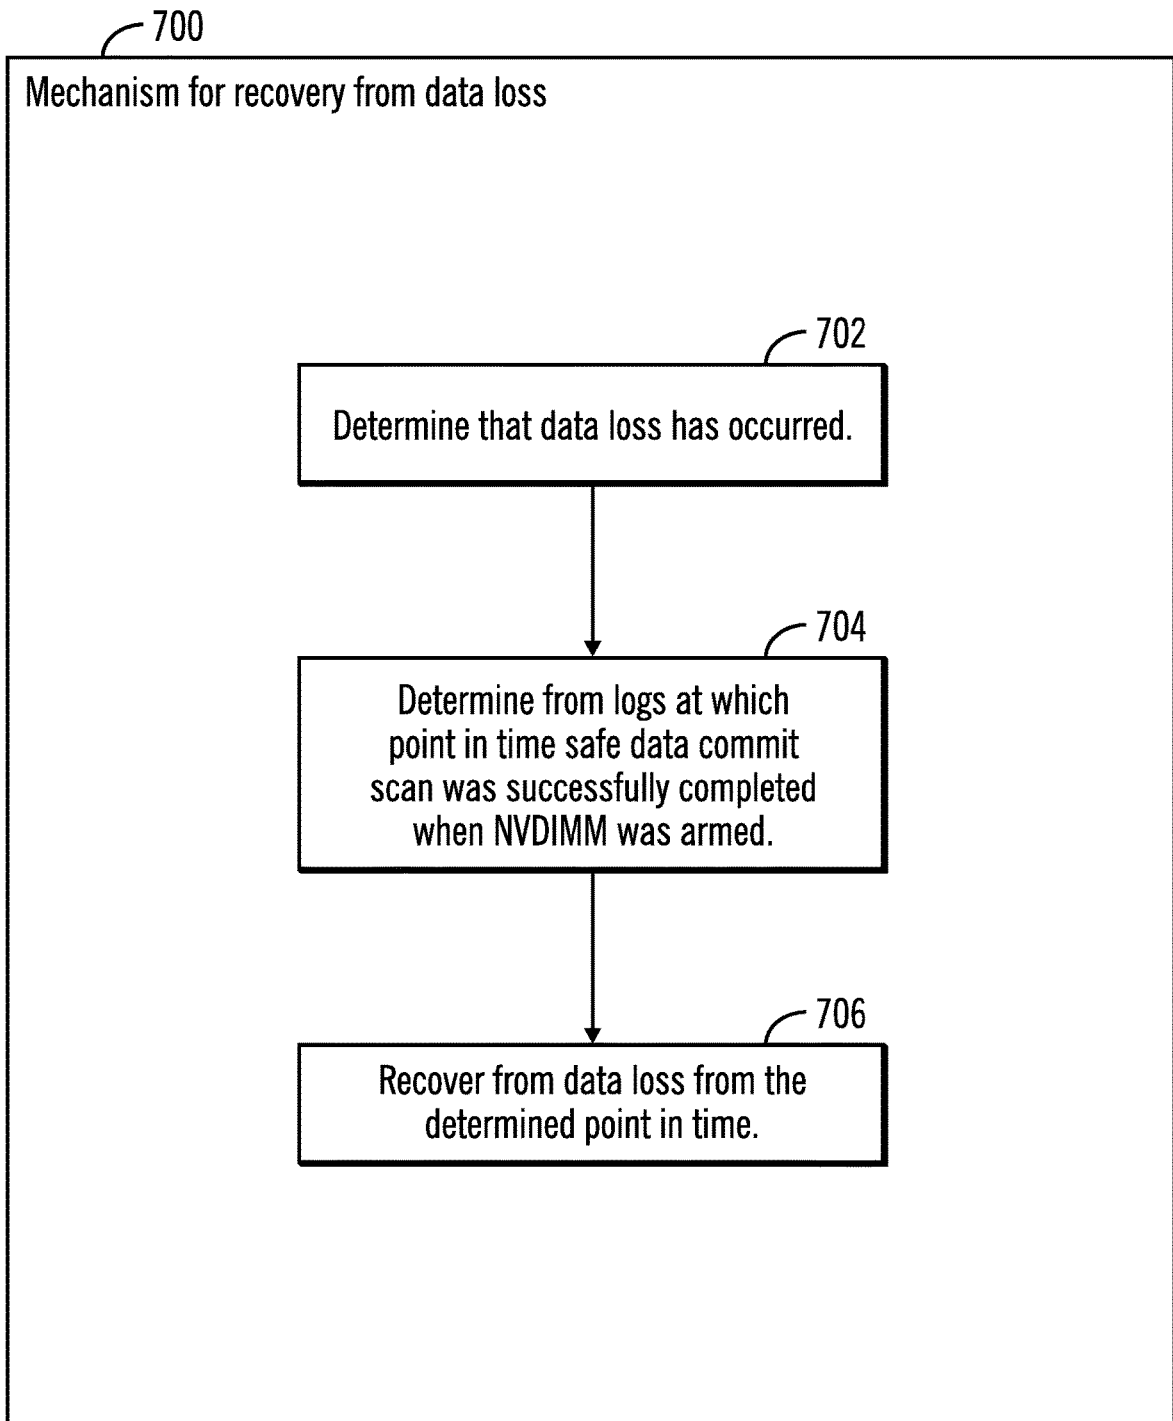 700
Mechanism for recovery from data loss
702
Determine that data loss has occurred.
704
Determine from logs at which
point in time safe data commit
scan was successfully completed
when NVDIMM was armed.
706
Recover from data loss from the
determined point in time.